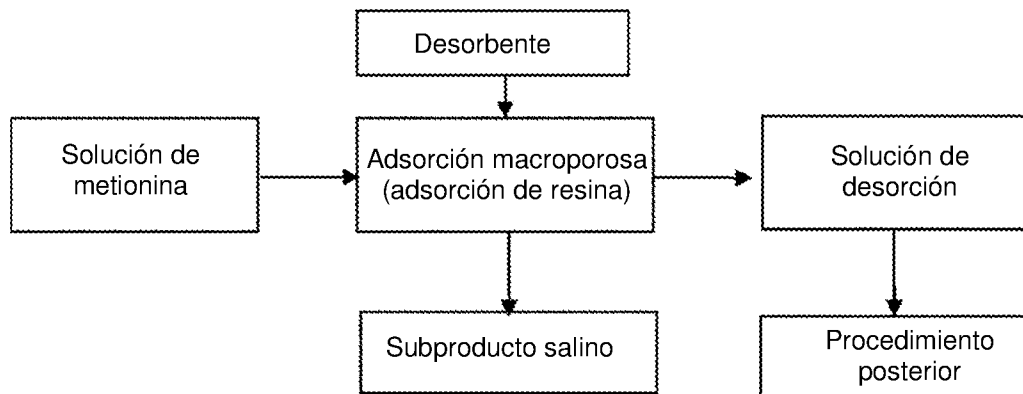 Desorbente
Solución de
metionina
Adsorción macroporosa
(adsorción de resina)
Solución de
desorción
Subproducto salino
Procedimiento
posterior